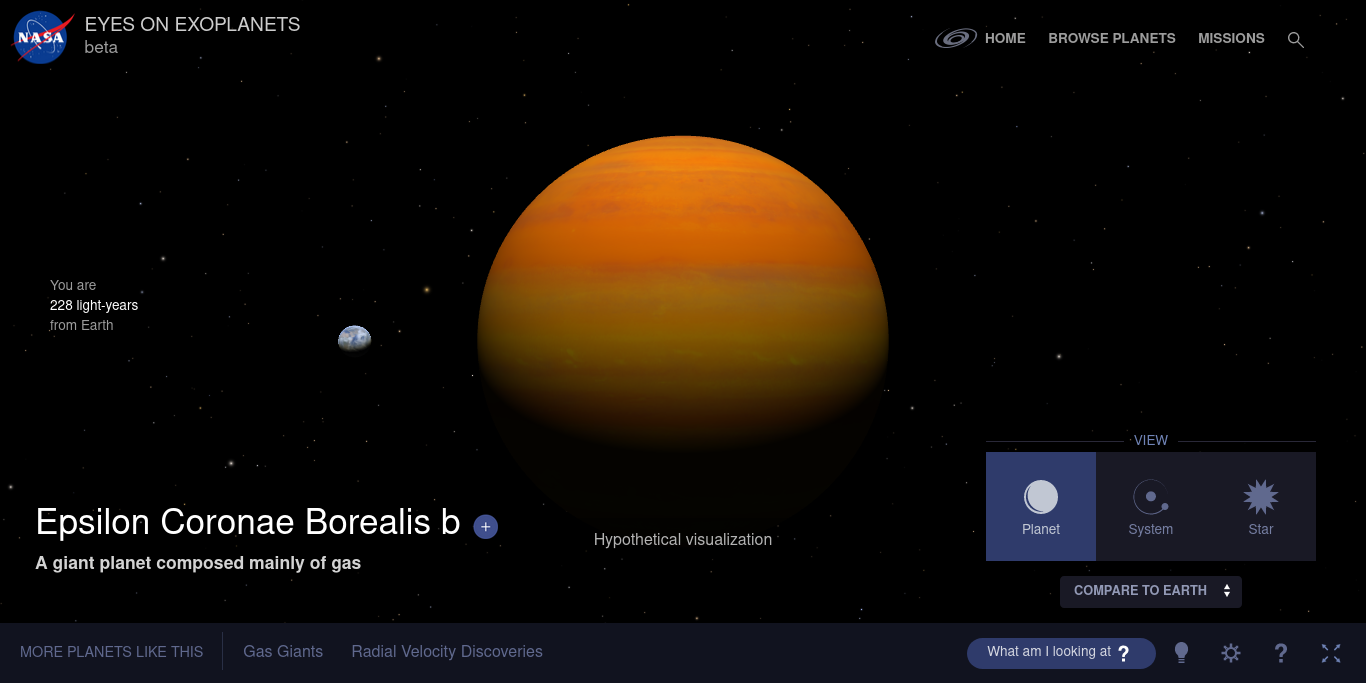 NASA
EYES ON EXOPLANETS
beta
HOME
BROWSE PLANETS
MISSIONS
You are
228 light-years
from Earth
VIEW
Planet
System
Star
Epsilon Coronae Borealis b +
A giant planet composed mainly of gas
Hypothetical visualization
COMPARE TO EARTH
MORE PLANETS LIKE THIS
Gas Giants
Radial Velocity Discoveries
What am I looking at ?
?